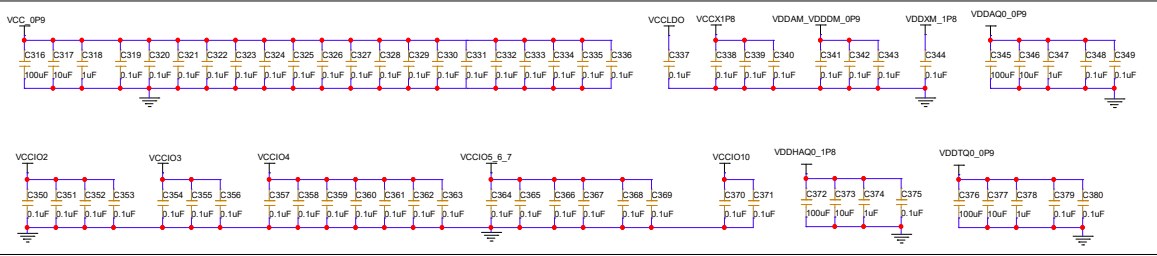 VCC_0P9 VCCLDO VCCX1P8 VDDAM_VDDDM_0P9 VDDXM_1P8 VDDAQ0_0P9
C316 C317 C318 C319 C320 C321 C322 C323 C324 C325 C326 C327 C328 C329 C330 C331 C332 C333 C334 C335 C336 C337 C338 C339 C340 C341 C342 C343 C344 C345 C346 C347 C348 C349
100uF 10uF 1uF 0.1uF 0.1uF 0.1uF 0.1uF 0.1uF 0.1uF 0.1uF 0.1uF 0.1uF 0.1uF 0.1uF 0.1uF 0.1uF 0.1uF 0.1uF 0.1uF 0.1uF 0.1uF 0.1uF 0.1uF 0.1uF 0.1uF 0.1uF 0.1uF 0.1uF 0.1uF 100uF 10uF 1uF 0.1uF 0.1uF
VCCIO2 VCCIO3 VCCIO4 VCCIO5_6_7 VCCIO10 VDDHAQ0_1P8 VDDTQ0_0P9
C350 C351 C352 C353 C354 C355 C356 C357 C358 C359 C360 C361 C362 C363 C364 C365 C366 C367 C368 C369 C370 C371 C372 C373 C374 C375 C376 C377 C378 C379 C380
0.1uF 0.1uF 0.1uF 0.1uF 0.1uF 0.1uF 0.1uF 0.1uF 0.1uF 0.1uF 0.1uF 0.1uF 0.1uF 0.1uF 0.1uF 0.1uF 0.1uF 0.1uF 0.1uF 0.1uF 0.1uF 0.1uF 100uF 10uF 1uF 0.1uF 100uF 10uF 1uF 0.1uF 0.1uF